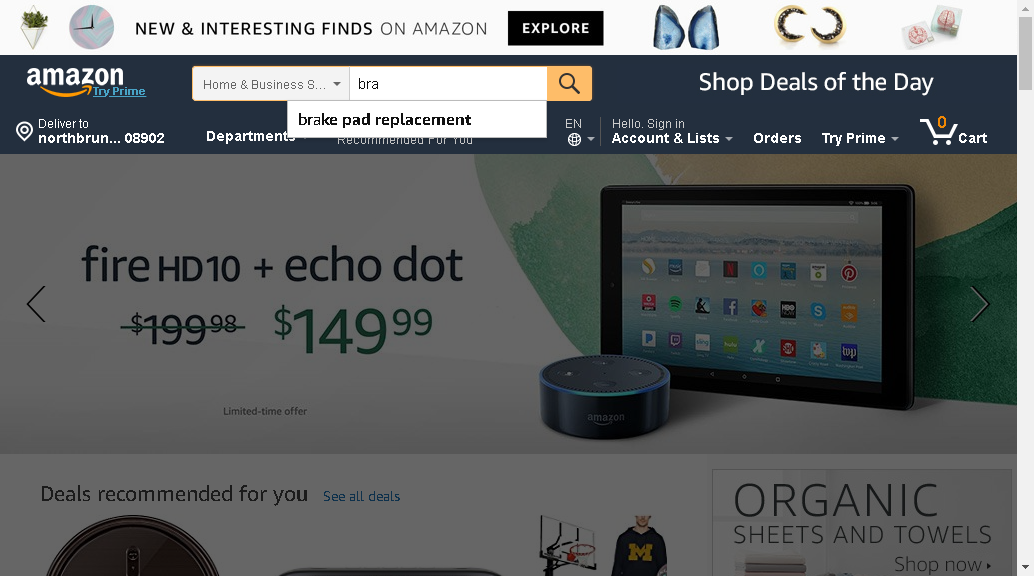 NEW & INTERESTING FINDS ON AMAZON
EXPLORE
amazon
Try Prime
Home & Business S...
bra
Shop Deals of the Day
brake pad replacement
Deliver to
northbrun... 08902
Departments
Recommended For You
EN
Hello. Sign in
Account & Lists
Orders
Try Prime
0
Cart
fire HD10 + echo dot
$199.98
$149 99
Limited-time offer
amazon
Deals recommended for you
See all deals
ORGANIC
SHEETS AND TOWELS
Shop now
M